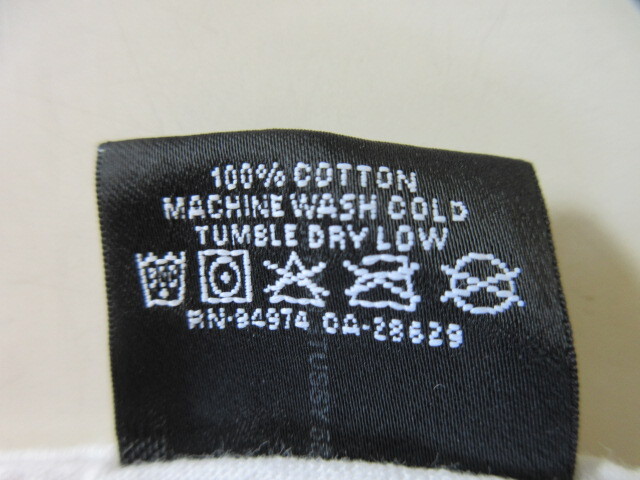 100% COTTON
MACHINE WASH COLD
TUMBLE DRY LOW
RN-94974 CA-28629